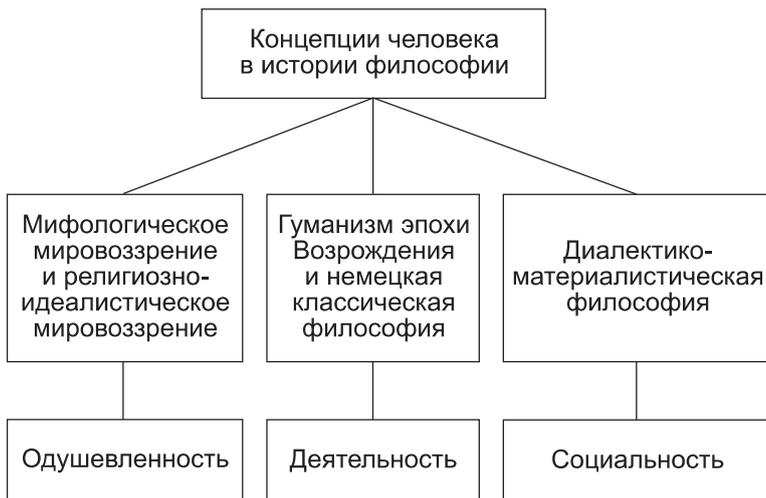 Концепции человека
в истории философии
Мифологическое
мировоззрение
и религиозно-
идеалистическое
мировоззрение
Гуманизм эпохи
Возрождения
и немецкая
классическая
философия
Диалектико-
материалистическая
философия
Одушевленность
Деятельность
Социальность